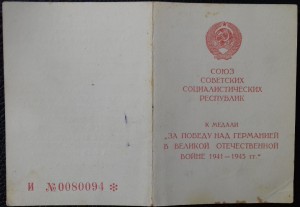 И №0080094 *
СОЮЗ
СОВЕТСКИХ
СОЦИАЛИСТИЧЕСКИХ
РЕСПУБЛИК
К МЕДАЛИ
„ЗА ПОБЕДУ НАД ГЕРМАНИЕЙ
В ВЕЛИКОЙ ОТЕЧЕСТВЕННОЙ
ВОЙНЕ 1941—1945 гг."